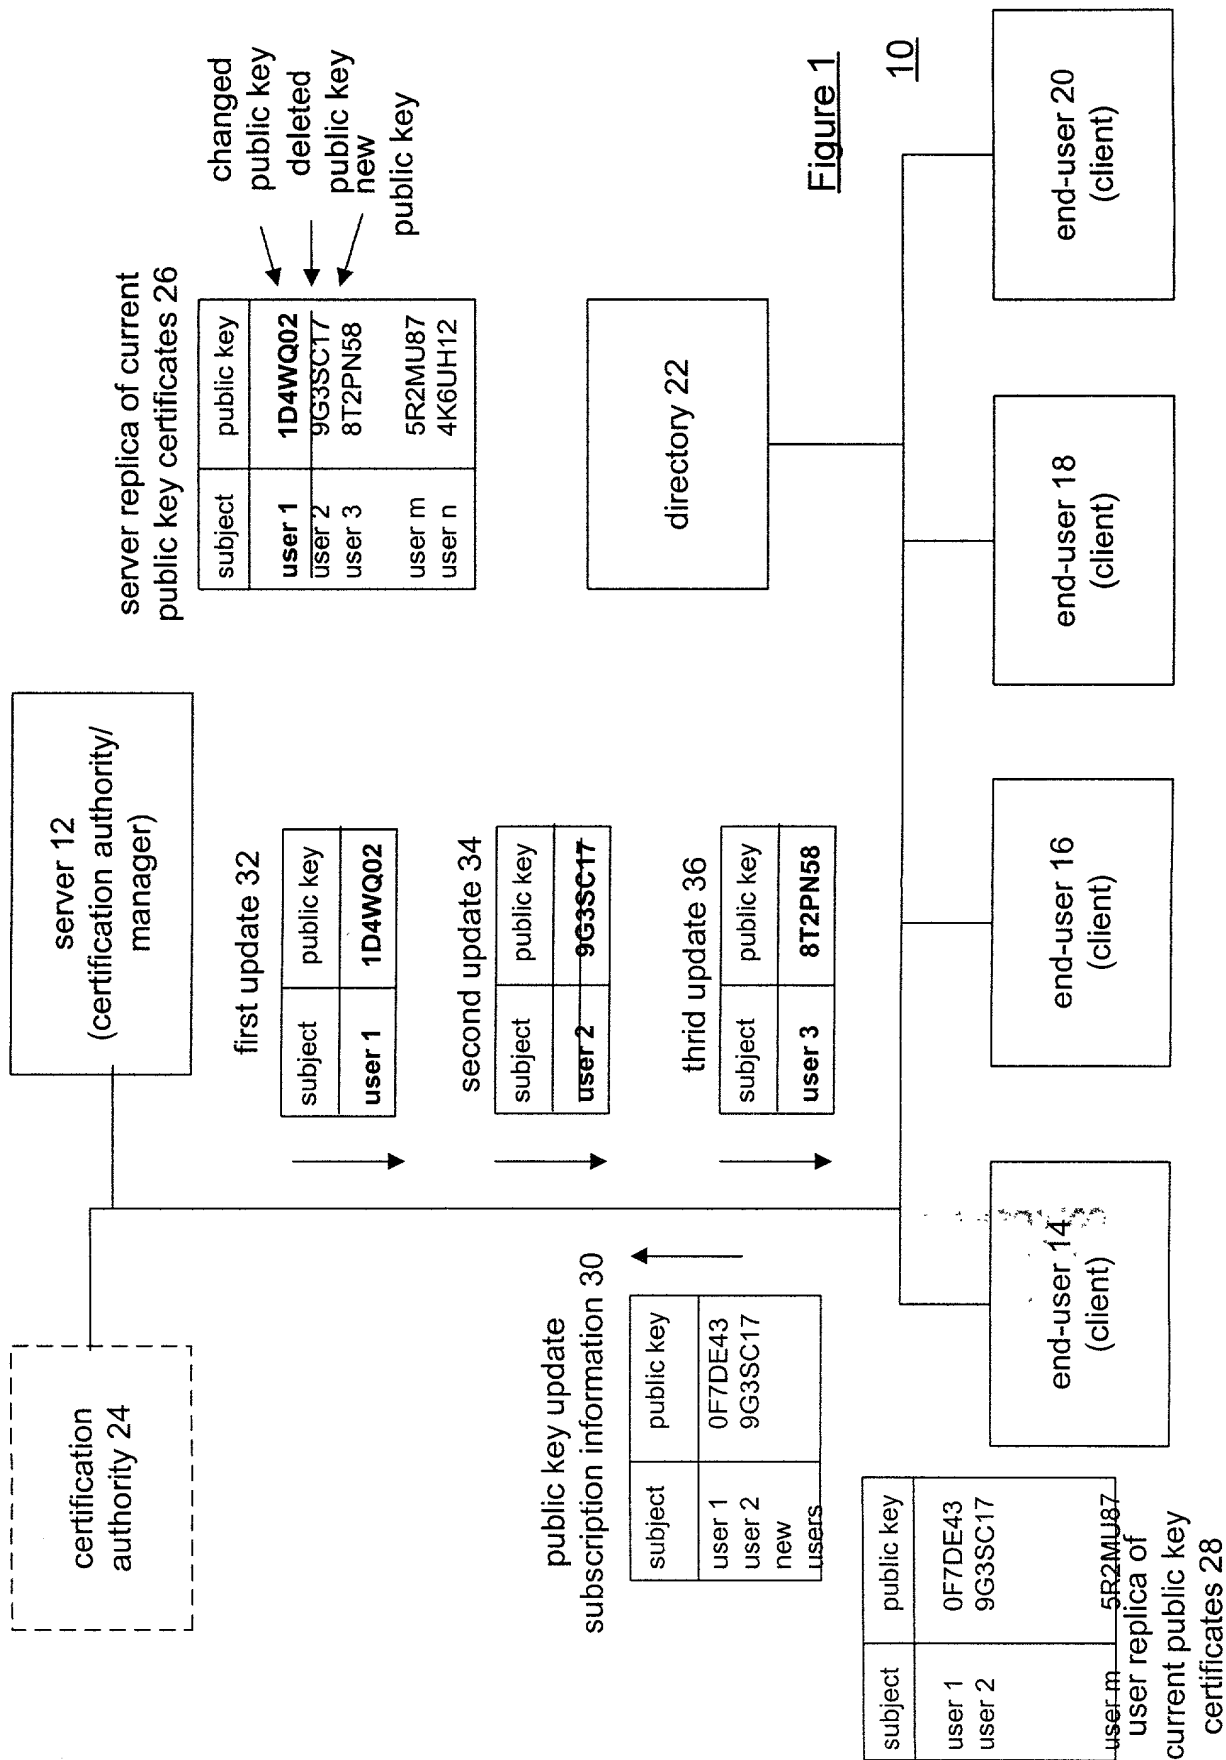 certification
authority 24
server 12
(certification authority/
manager)
server replica of current
public key certificates 26
subject public key
user 1 1D4WQ02
user 2 9G3SC17
user 3 8T2PN58
user m 5R2MU87
user n 4K6UH12
changed
public key
deleted
public key
new
public key
first update 32
subject public key
user 1 1D4WQ02
second update 34
subject public key
user 2 9G3SC17
thrid update 36
subject public key
user 3 8T2PN58
public key update
subscription information 30
subject public key
user 1 0F7DE43
user 2 9G3SC17
new
users
directory 22
Figure 1
10
subject public key
user 1 0F7DE43
user 2 9G3SC17
user m 5R2MU87
user replica of
current public key
certificates 28
end-user 14
(client)
end-user 16
(client)
end-user 18
(client)
end-user 20
(client)